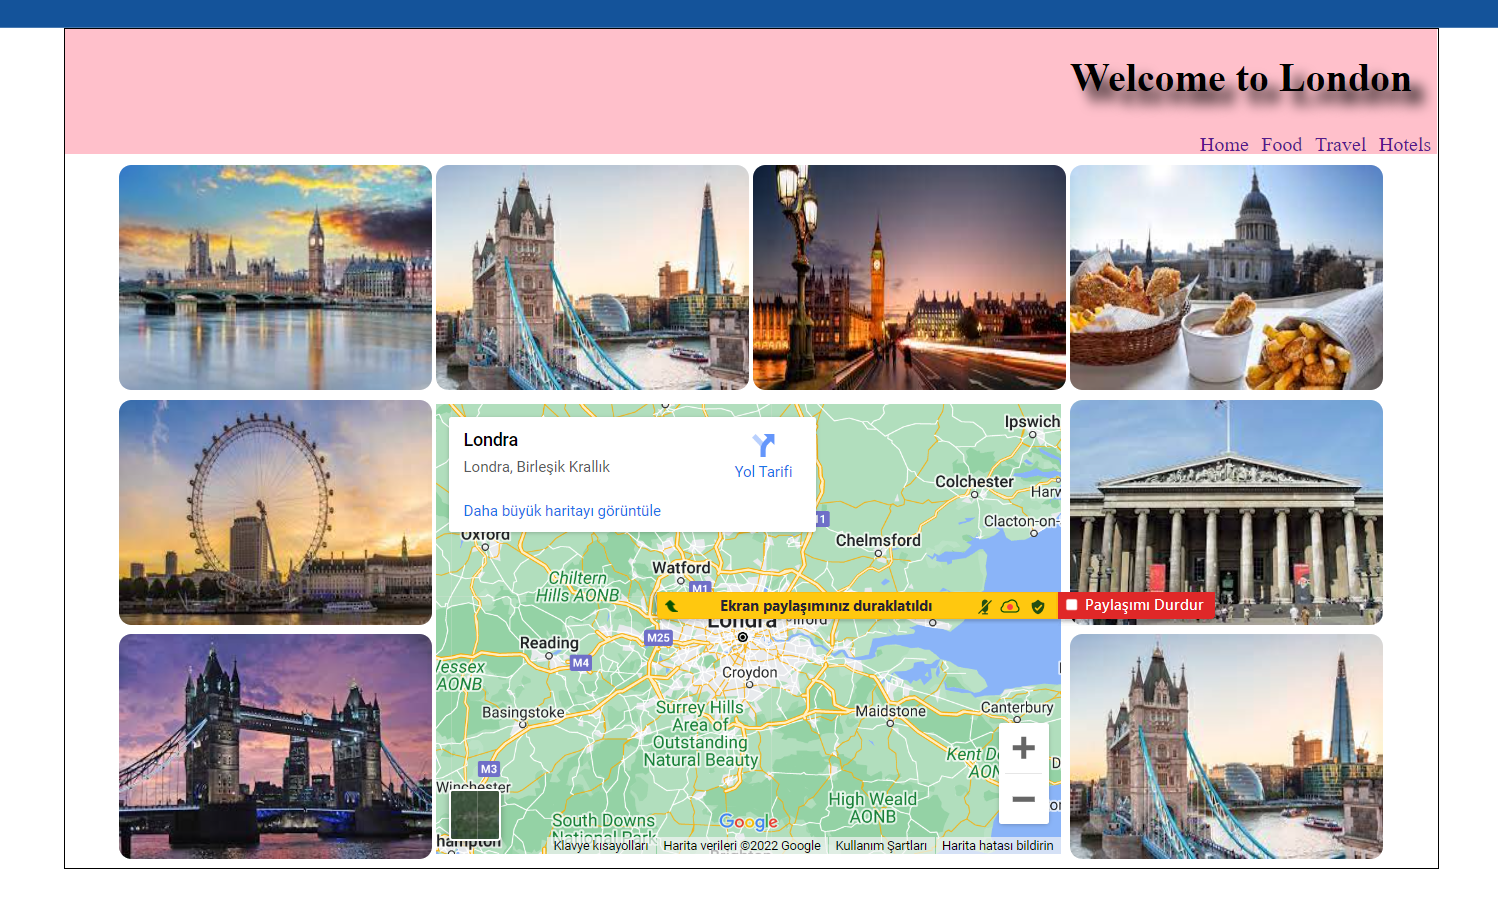 Welcome to London
Home Food Travel Hotels
Londra
Londra, Birleşik Krallık
Yol Tarifi
Daha büyük haritayı görüntüle
Ipswich
Colchester
Harw
Clacton-on-
Oxford
Chelmsford
Watford
Chiltern
Hills AONB
M1
Ekran paylaşımınız duraklatıldı
Paylaşımı Durdur
Londra
Ilford
Reading
M25
M4
Croydon
Wessex
AONB
Basingstoke
Surrey Hills
Area of
Outstanding
Natural Beauty
Maidstone
Canterbury
Kent Do
AON
M3
Winchester
High Weald
AONB
Google
South Downs
National Park
hampton
Klavye kısayolları
Harita verileri ©2022 Google
Kullanım Şartları
Harita hatası bildirin